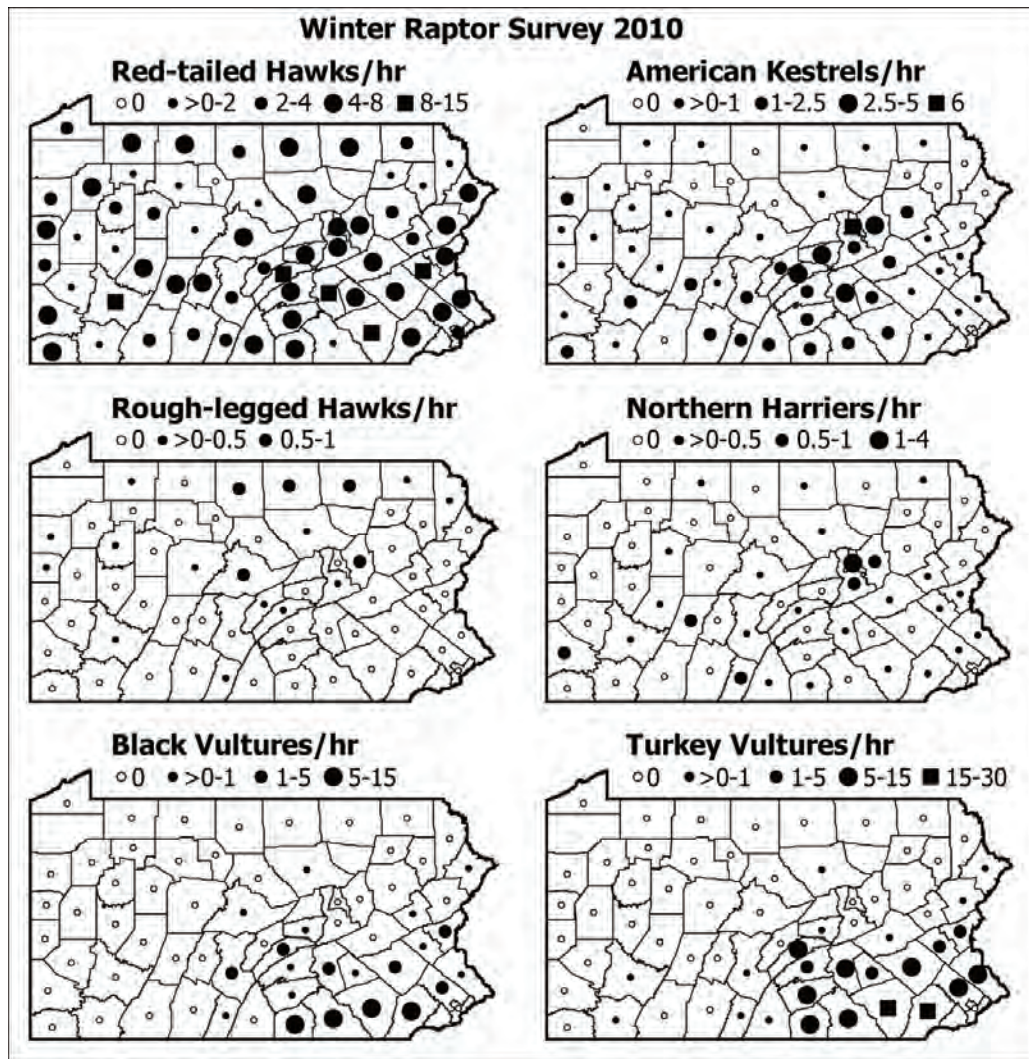 Winter Raptor Survey 2010
Red-tailed Hawks/hr
0 >0-2 2-4 4-8 8-15
American Kestrels/hr
0 >0-1 1-2.5 2.5-5 6
Rough-legged Hawks/hr
0 >0-0.5 0.5-1
Northern Harriers/hr
0 >0-0.5 0.5-1 1-4
Black Vultures/hr
0 >0-1 1-5 5-15
Turkey Vultures/hr
0 >0-1 1-5 5-15 15-30